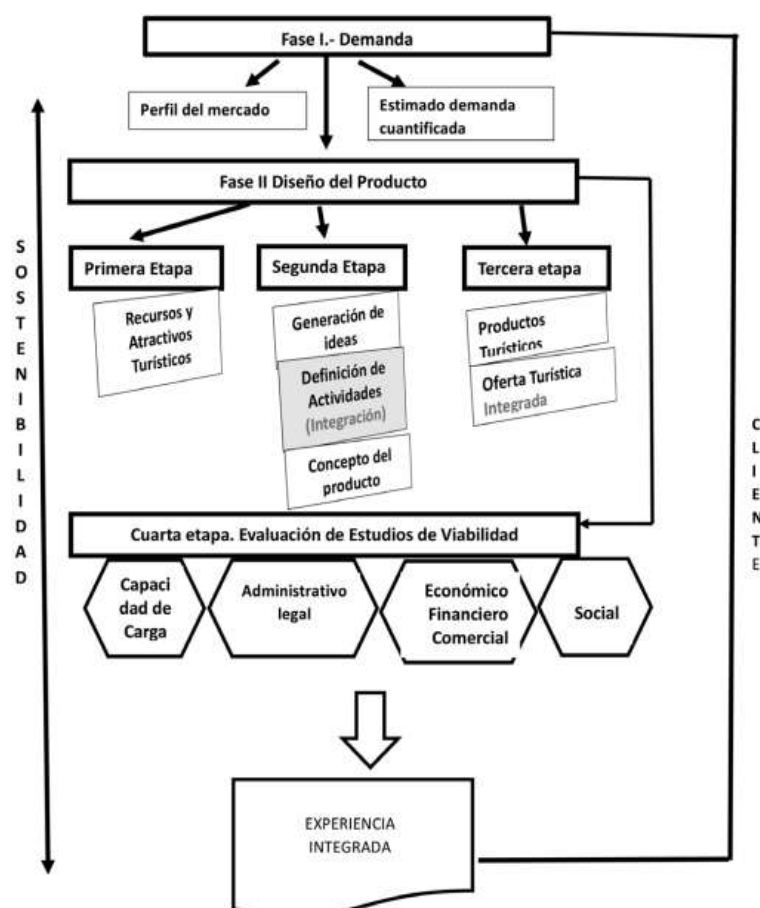 Fase I.- Demanda
Perfil del mercado
Estimado demanda
cuantificada
Fase II Diseño del Producto
Primera Etapa
Segunda Etapa
Tercera etapa
Recursos y
Atractivos
Turísticos
Generación de
ideas
Definición de
Actividades
(Integración)
Concepto del
producto
Productos
Turísticos
Oferta Turística
Integrada
Cuarta etapa. Evaluación de Estudios de Viabilidad
Capaci
dad de
Carga
Administrativo
legal
Económico
Financiero
Comercial
Social
EXPERIENCIA
INTEGRADA
SOSTENIBILIDAD
CLIENTE